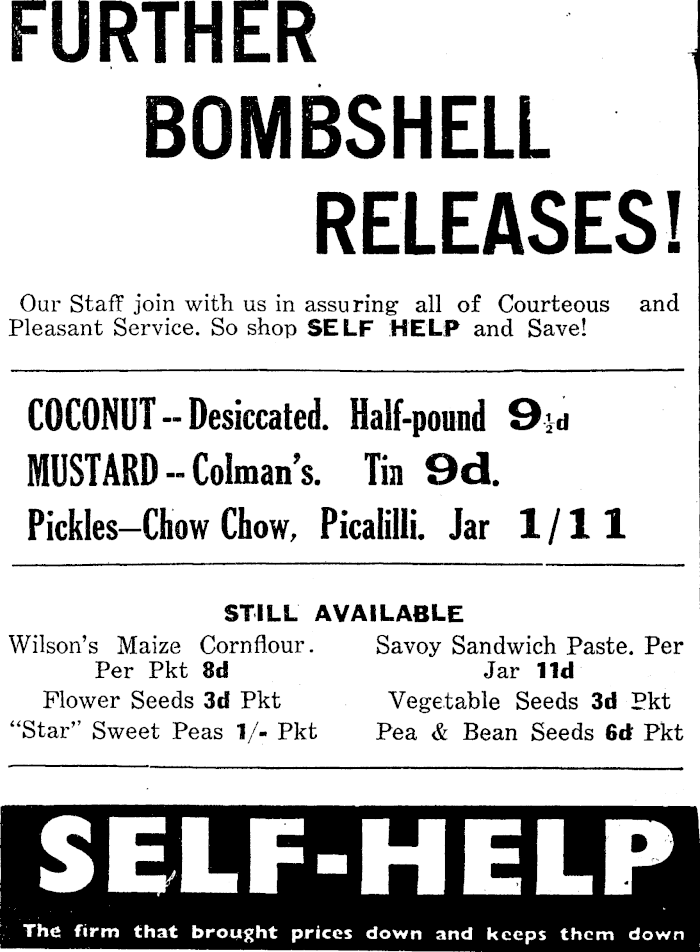 FURTHER
BOMBSHELL
RELEASES!
Our Staff join with us in assuring all of Courteous and
Pleasant Service. So shop SELF HELP and Save!
COCONUT -- Desiccated. Half-pound 9½d
MUSTARD -- Colman's. Tin 9d.
Pickles—Chow Chow, Picalilli. Jar 1/11
STILL AVAILABLE
Wilson's Maize Cornflour.
Per Pkt 8d
Flower Seeds 3d Pkt
"Star" Sweet Peas 1/- Pkt
Savoy Sandwich Paste. Per
Jar 11d
Vegetable Seeds 3d Pkt
Pea & Bean Seeds 6d Pkt
SELF-HELP
The firm that brought prices down and keeps them down